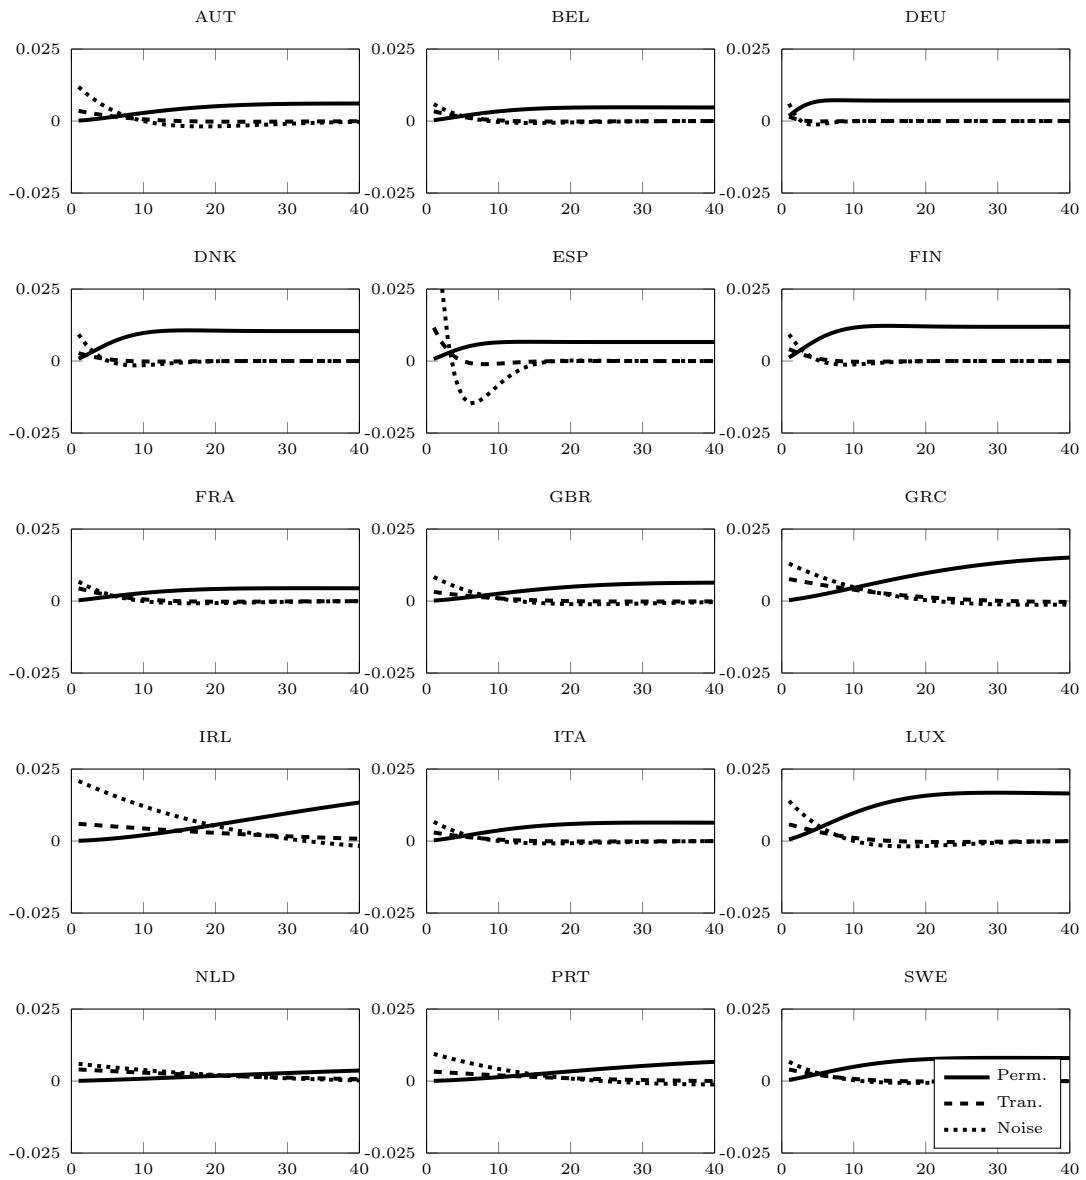 AUT BEL DEU
0.025 0.025 0.025
0 0 0
-0.025 -0.025 -0.025
0 10 20 30 40 0 10 20 30 40 0 10 20 30 40
DNK ESP FIN
0.025 0.025 0.025
0 0 0
-0.025 -0.025 -0.025
0 10 20 30 40 0 10 20 30 40 0 10 20 30 40
FRA GBR GRC
0.025 0.025 0.025
0 0 0
-0.025 -0.025 -0.025
0 10 20 30 40 0 10 20 30 40 0 10 20 30 40
IRL ITA LUX
0.025 0.025 0.025
0 0 0
-0.025 -0.025 -0.025
0 10 20 30 40 0 10 20 30 40 0 10 20 30 40
NLD PRT SWE
0.025 0.025 0.025
0 0 0
-0.025 -0.025 -0.025
0 10 20 30 40 0 10 20 30 40 0 10 20 30 40
Perm.
Tran.
Noise